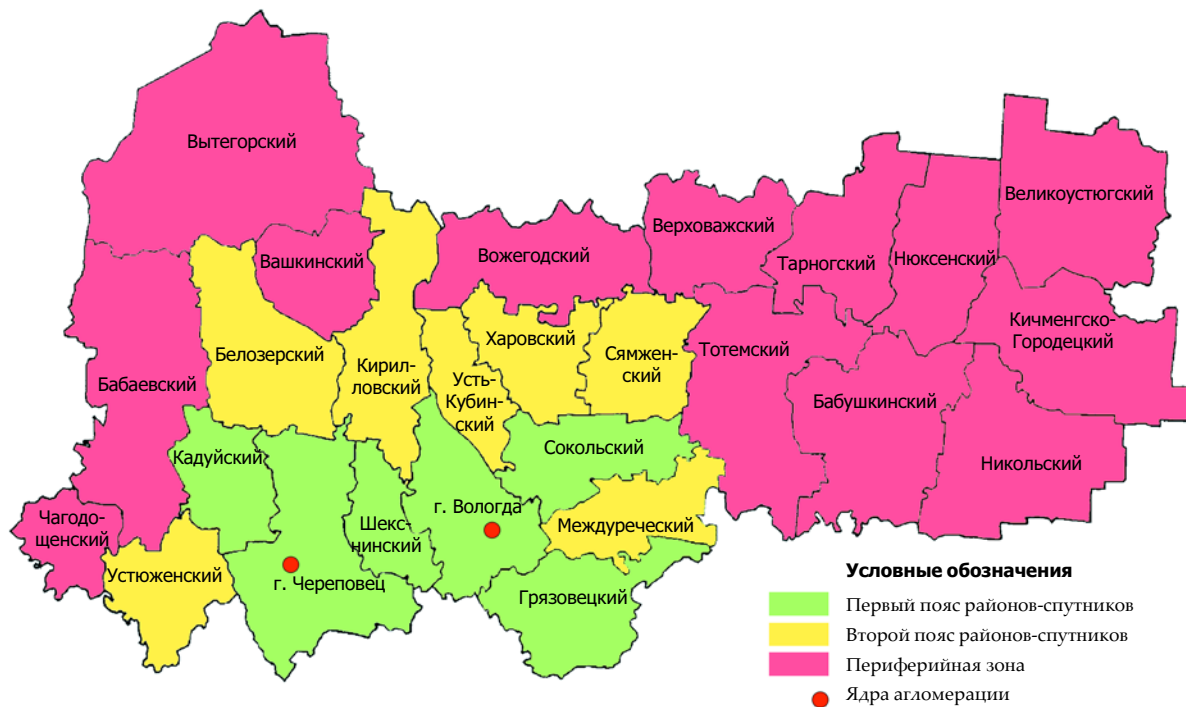 Вытегорский
Великоустюгский
Верховажский
Вашкинский
Вожегодский
Тарногский
Нюксенский
Кичменгско-
Городецкий
Белозерский
Кирил-
ловский
Харовский
Сямжен-
ский
Тотемский
Усть-
Кубин-
ский
Бабаевский
Бабушкинский
Кадуйский
Сокольский
Никольский
Чагодо-
щенский
г. Вологда
Шекс-
нинский
Междуреческий
Устюженский
г. Череповец
Грязовецкий
Условные обозначения
Первый пояс районов-спутников
Второй пояс районов-спутников
Периферийная зона
Ядра агломерации